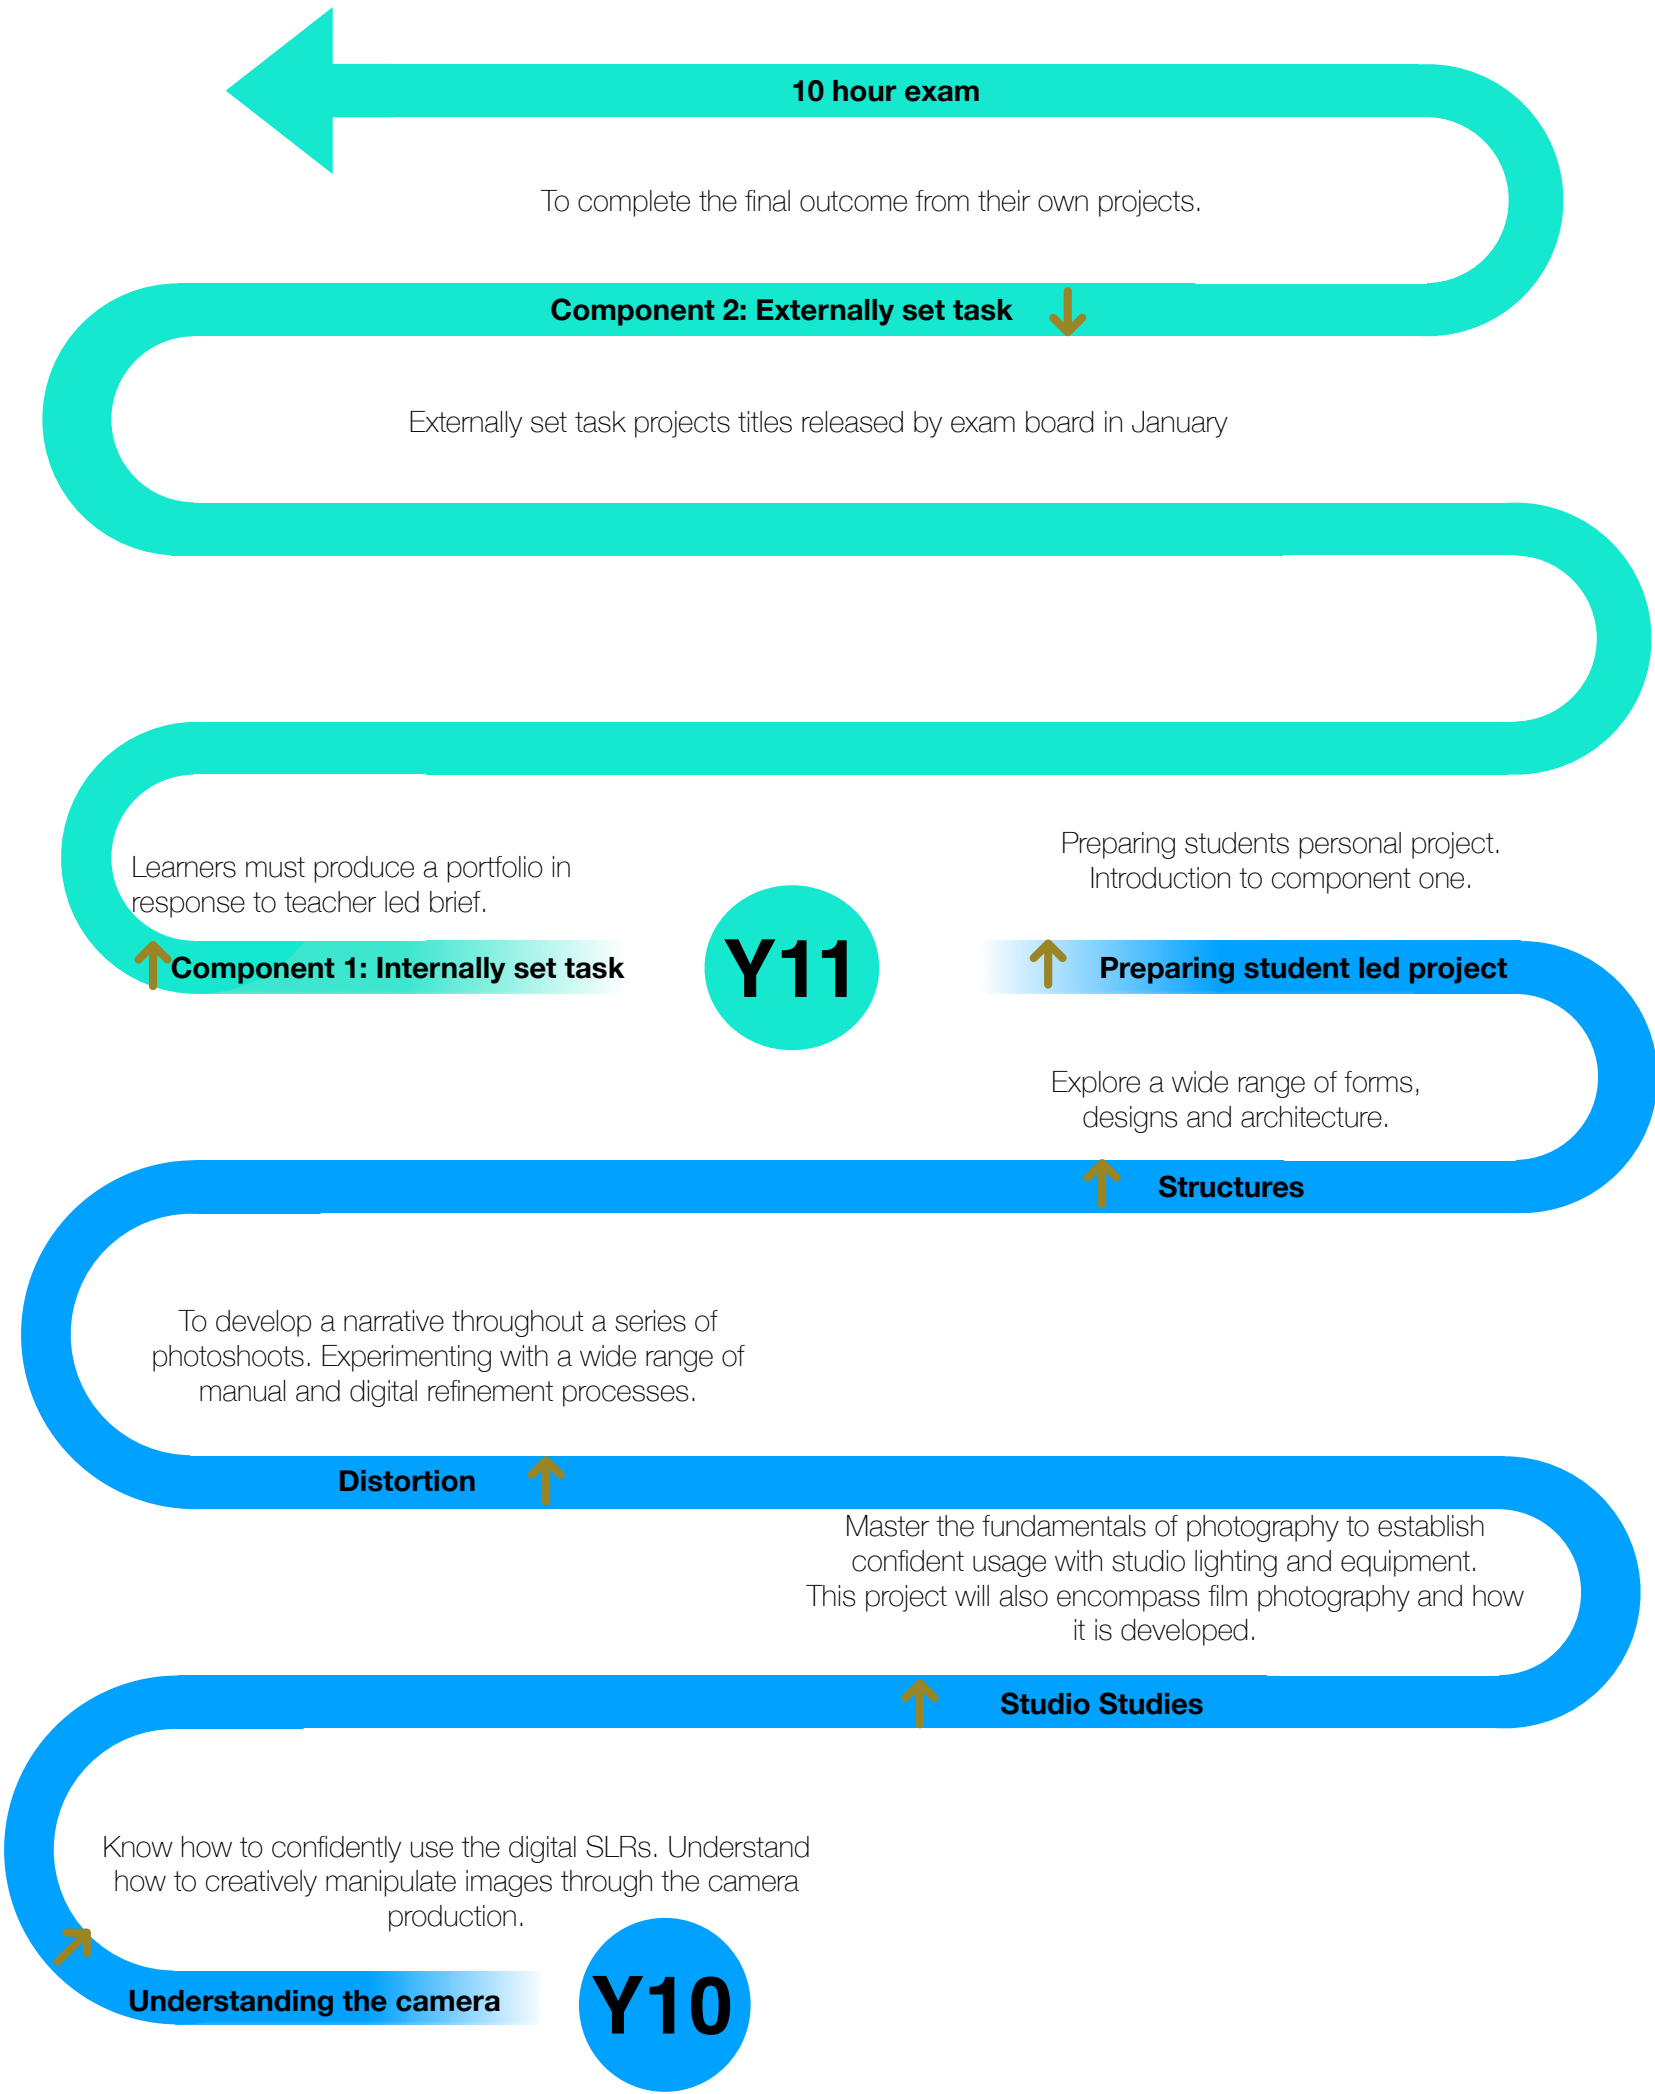 10 hour exam
To complete the final outcome from their own projects.
Component 2: Externally set task
Externally set task projects titles released by exam board in January
Learners must produce a portfolio in
response to teacher led brief.
Component 1: Internally set task
Y11
Preparing students personal project.
Introduction to component one.
Preparing student led project
Explore a wide range of forms,
designs and architecture.
Structures
To develop a narrative throughout a series of
photoshoots. Experimenting with a wide range of
manual and digital refinement processes.
Distortion
Master the fundamentals of photography to establish
confident usage with studio lighting and equipment.
This project will also encompass film photography and how
it is developed.
Studio Studies
Know how to confidently use the digital SLRs. Understand
how to creatively manipulate images through the camera
production.
Understanding the camera
Y10